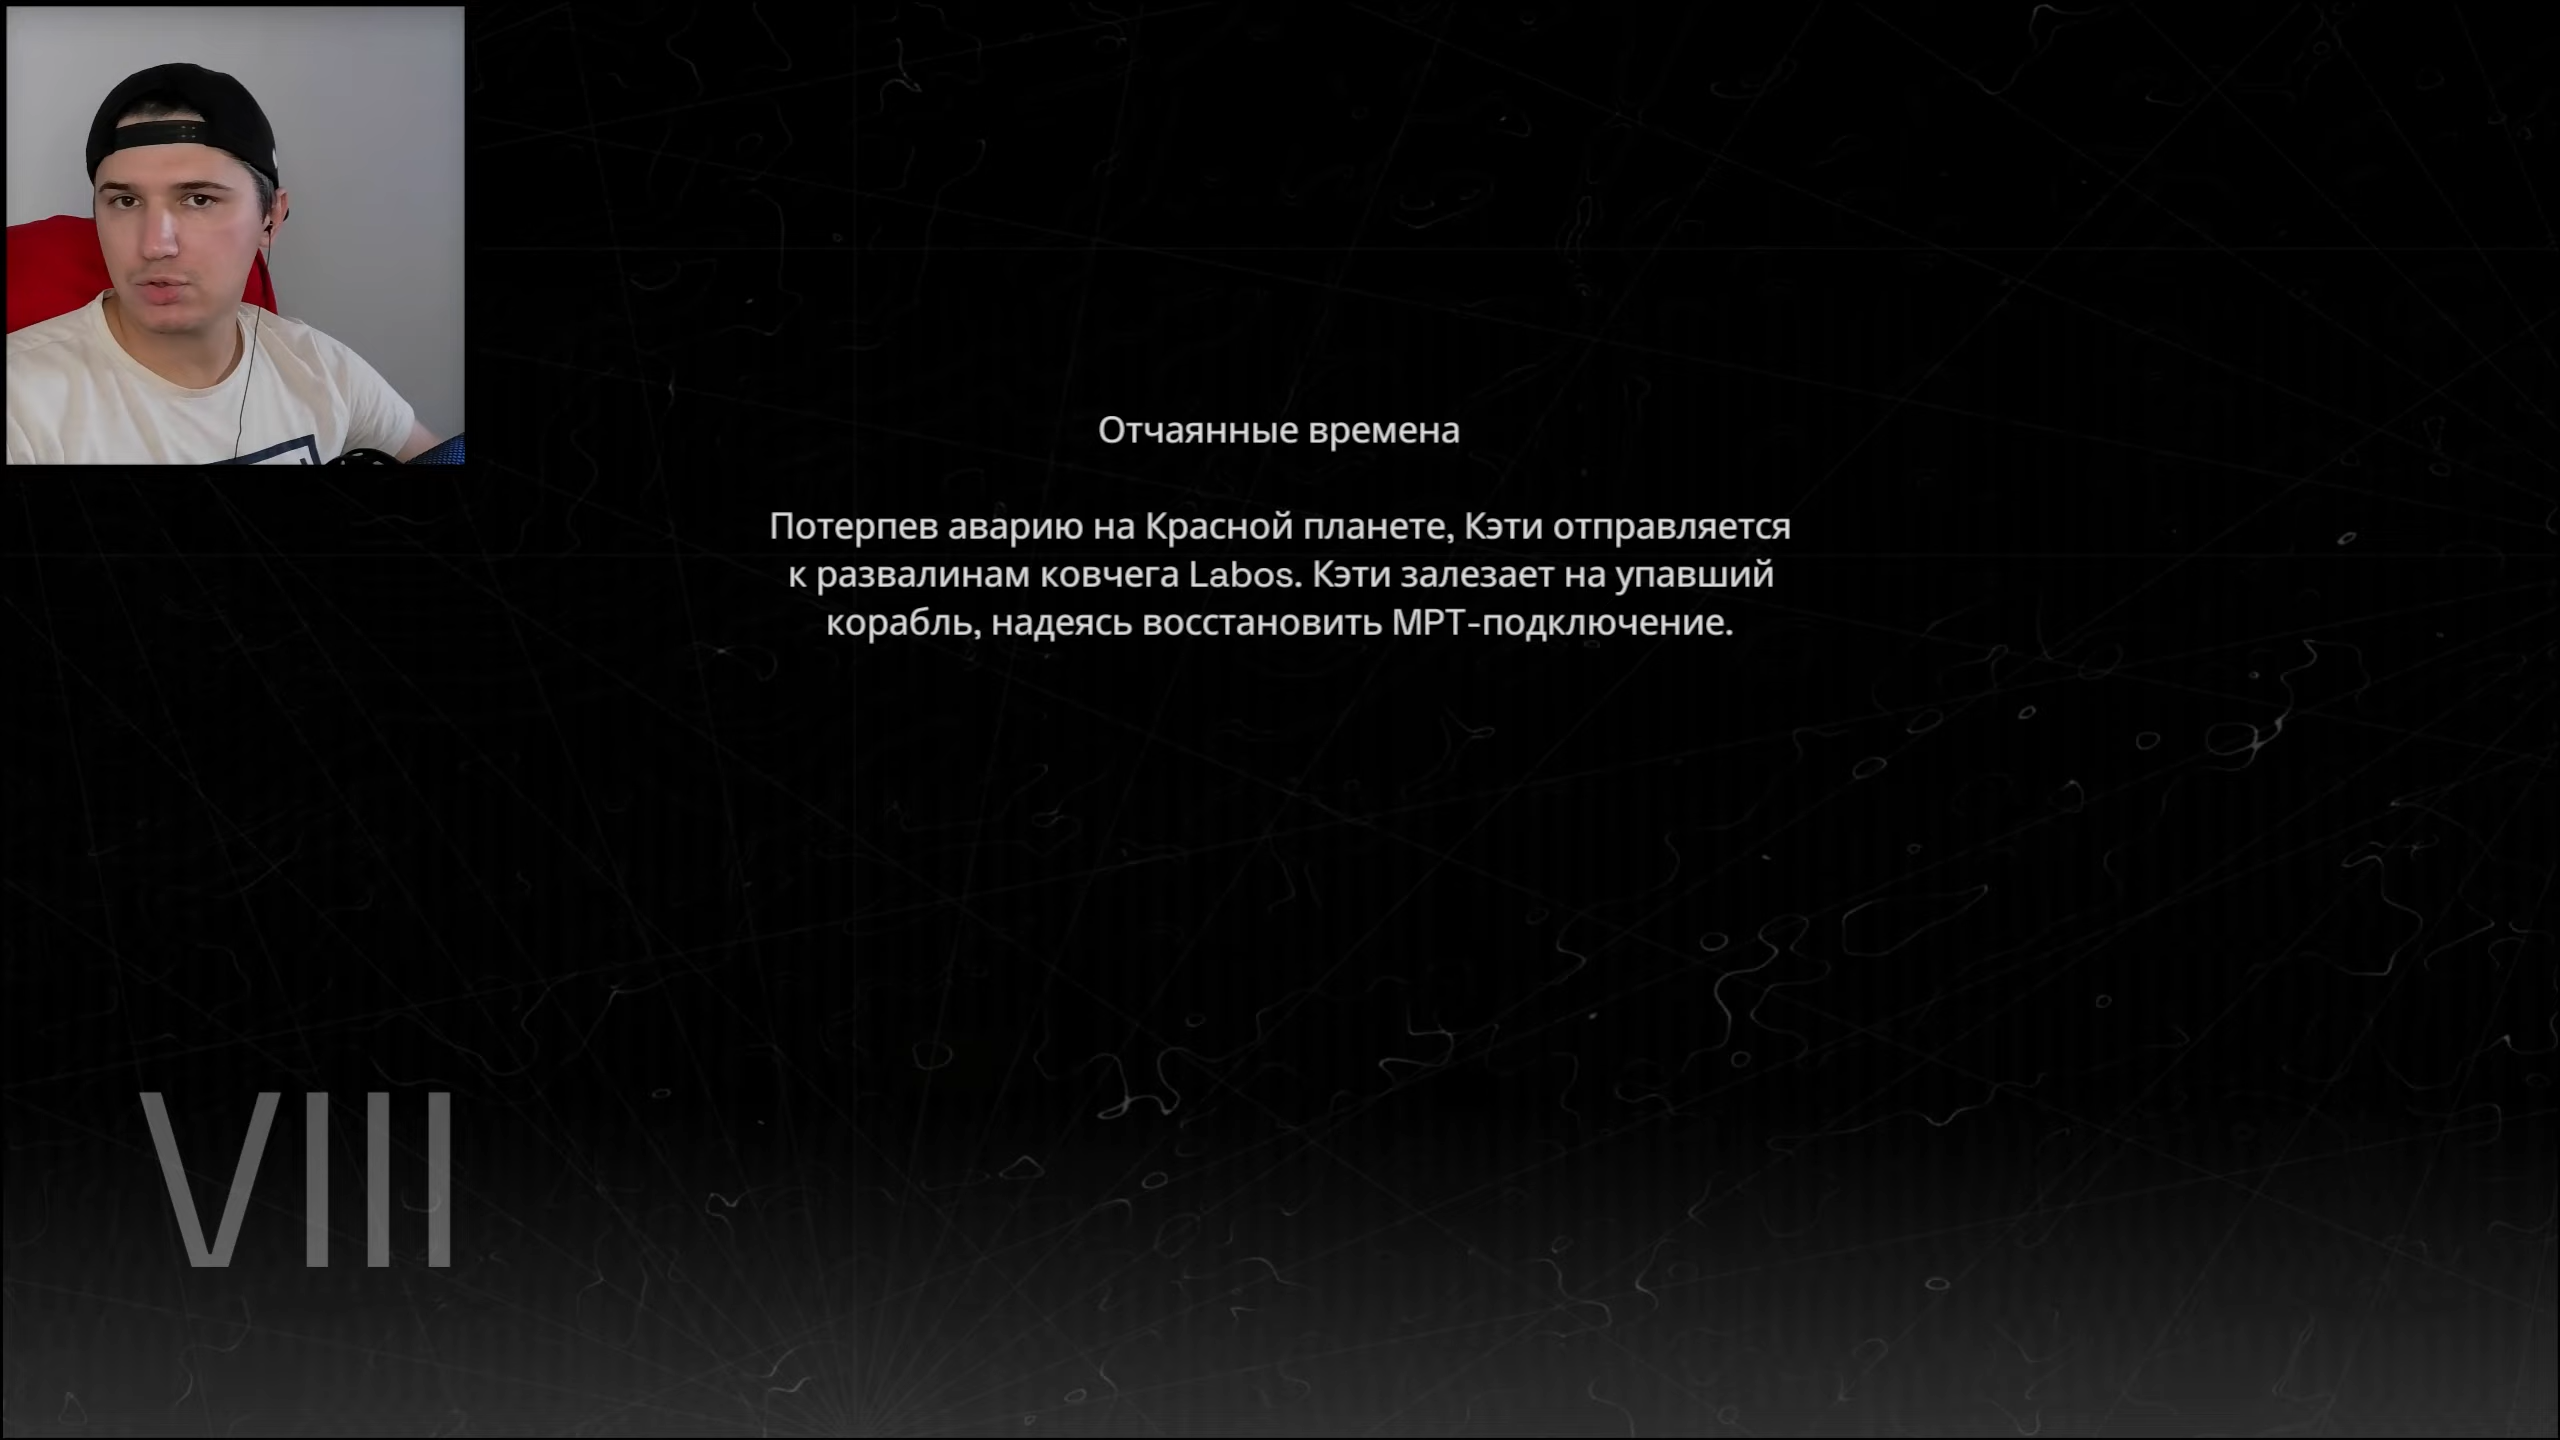 Отчаянные времена
Потерпев аварию на Красной планете, Кэти отправляется
к развалинам ковчега Labos. Кэти залезает на упавший
корабль, надеясь восстановить МРТ-подключение.
VIII